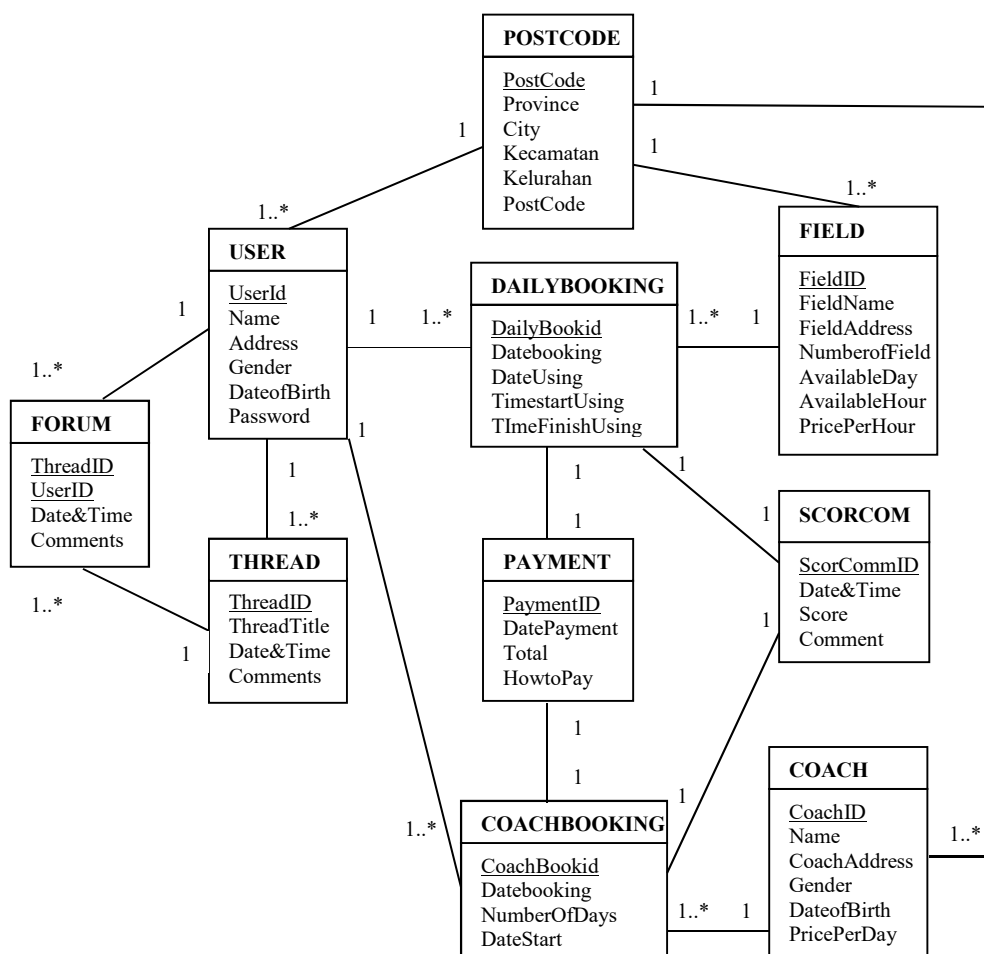 POSTCODE
PostCode
Province
City
Kecamatan
Kelurahan
PostCode
1
1
1
1..*
1..*
USER
UserId
Name
Address
Gender
DateofBirth
Password
DAILYBOOKING
DailyBookid
Datebooking
DateUsing
TimestartUsing
TImeFinishUsing
FIELD
FieldID
FieldName
FieldAddress
NumberofField
AvailableDay
AvailableHour
PricePerHour
1
1..*
1..*
1
1
1..*
FORUM
ThreadID
UserID
Date&Time
Comments
1
1..*
1
1..*
1
THREAD
ThreadID
ThreadTitle
Date&Time
Comments
1
1
PAYMENT
PaymentID
DatePayment
Total
HowtoPay
1
1
SCORCOM
ScorCommID
Date&Time
Score
Comment
1
1
1
1
1..*
COACHBOOKING
CoachBookid
Datebooking
NumberOfDays
DateStart
1..*
1
COACH
CoachID
Name
CoachAddress
Gender
DateofBirth
PricePerDay
1..*